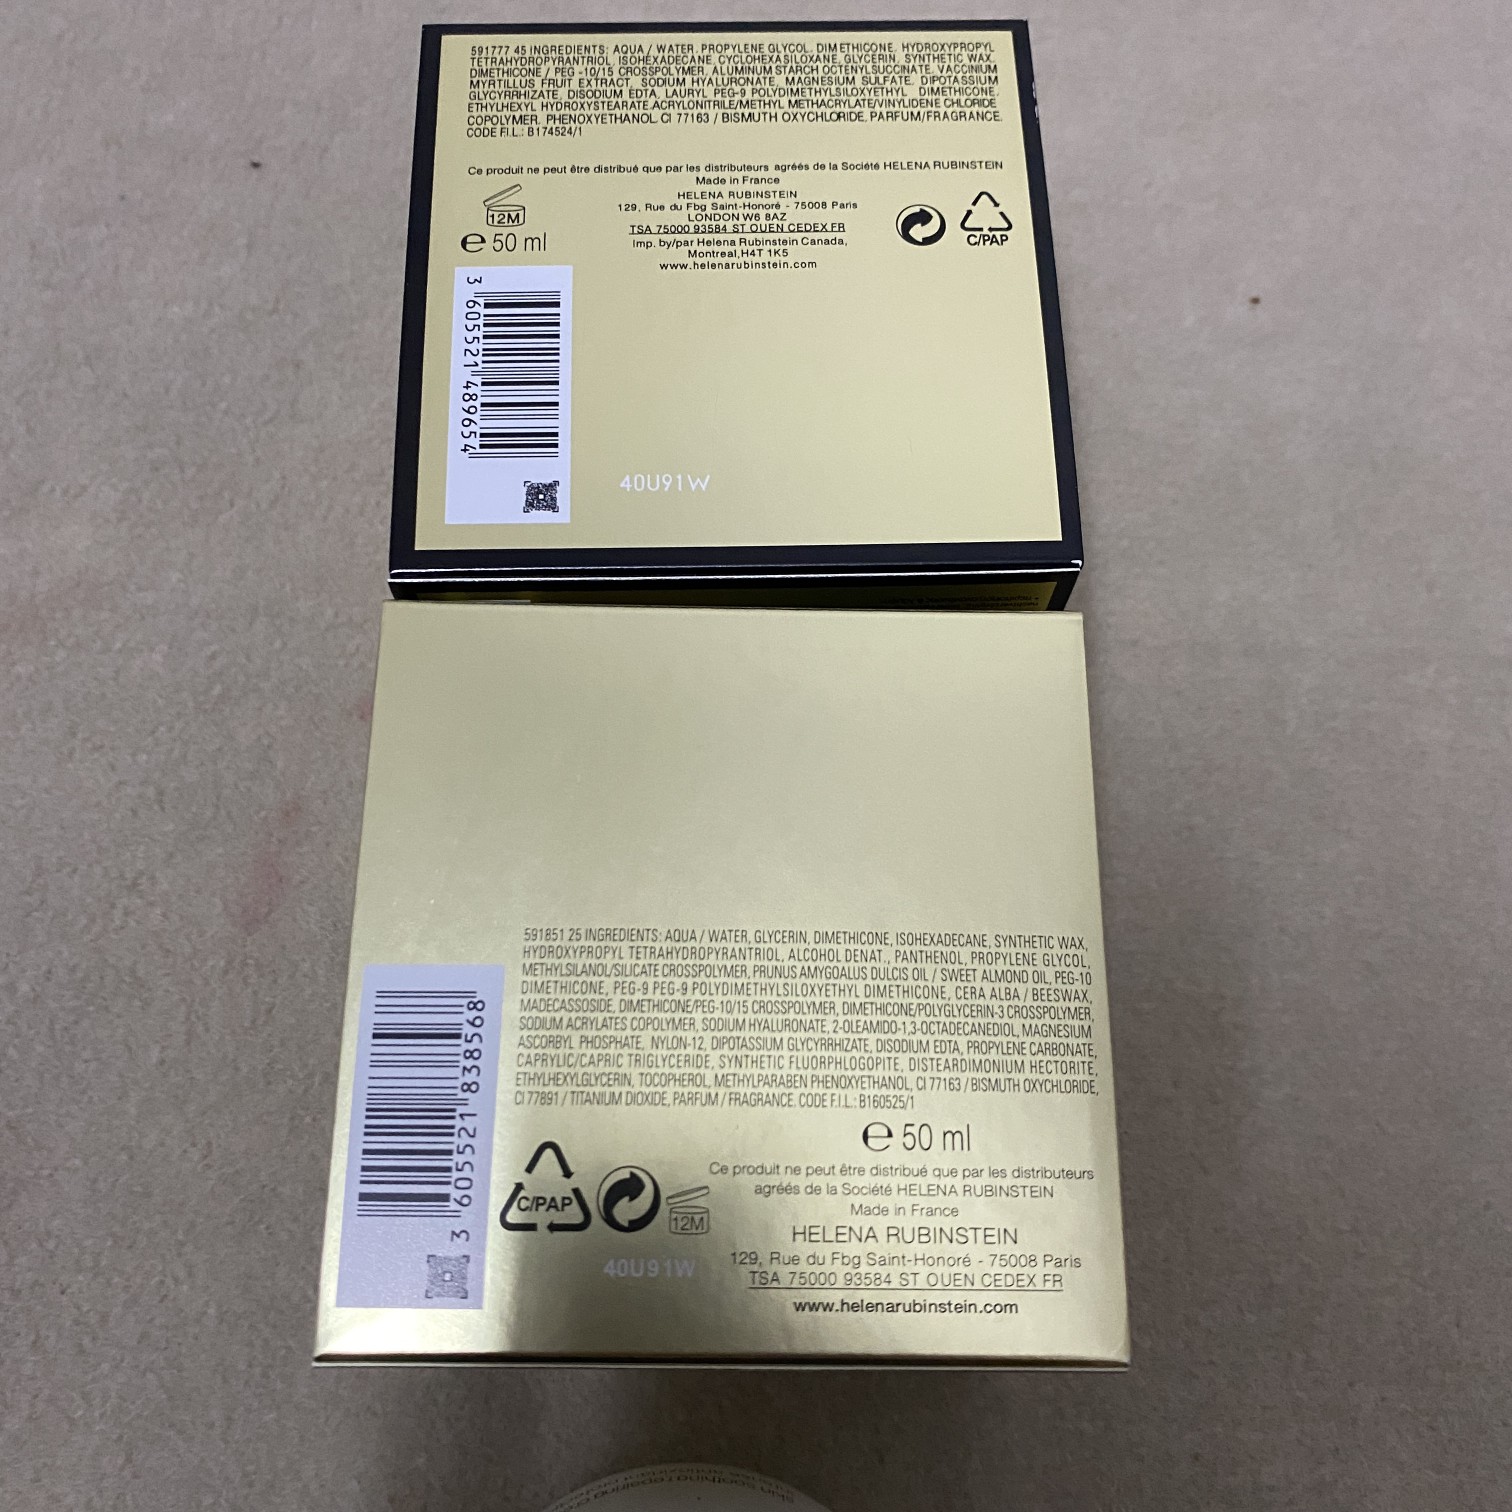 591777 45 INGREDIENTS: AQUA / WATER. PROPYLENE GLYCOL. DIMETHICONE. HYDROXYPROPYL
TETRAHYDROPYRANTRIOL. ISOHEXADECANE. CYCLOHEXASILOXANE. GLYCERIN. SYNTHETIC WAX.
DIMETHICONE / PEG -10/15 CROSSPOLYMER. ALUMINUM STARCH OCTENYLSUCCINATE. VACCINIUM
MYRTILLUS FRUIT EXTRACT. SODIUM HYALURONATE. MAGNESIUM SULFATE. DIPOTASSIUM
GLYCYRRHIZATE. DISODIUM EDTA. LAURYL PEG-9 POLYDIMETHYLSILOXYETHYL DIMETHICONE.
ETHYLHEXYL HYDROXYSTEARATE.ACRYLONITRILE/METHYL METHACRYLATE/VINYLIDENE CHLORIDE
COPOLYMER. PHENOXYETHANOL. CI 77163 / BISMUTH OXYCHLORIDE. PARFUM/FRAGRANCE.
CODE F.I.L.: B174524/1
Ce produit ne peut être distribué que par les distributeurs agréés de la Société HELENA RUBINSTEIN
Made in France
HELENA RUBINSTEIN
129, Rue du Fbg Saint-Honoré - 75008 Paris
LONDON W6 8AZ
TSA 75000 93584 ST OUEN CEDEX FR
Imp. by/par Helena Rubinstein Canada,
Montreal,H4T 1K5
www.helenarubinstein.com
12M
e 50 ml
C/PAP
3 605521 489654
40U91W
591851 25 INGREDIENTS: AQUA / WATER, GLYCERIN, DIMETHICONE, ISOHEXADECANE, SYNTHETIC WAX,
HYDROXYPROPYL TETRAHYDROPYRANTRIOL, ALCOHOL DENAT., PANTHENOL, PROPYLENE GLYCOL,
METHYLSILANOL/SILICATE CROSSPOLYMER, PRUNUS AMYGDALUS DULCIS OIL / SWEET ALMOND OIL, PEG-10
DIMETHICONE, PEG-9 PEG-9 POLYDIMETHYLSILOXYETHYL DIMETHICONE, CERA ALBA / BEESWAX,
MADECASSOSIDE, DIMETHICONE/PEG-10/15 CROSSPOLYMER, DIMETHICONE/POLYGLYCERIN-3 CROSSPOLYMER,
SODIUM ACRYLATES COPOLYMER, SODIUM HYALURONATE, 2-OLEAMIDO-1,3-OCTADECANEDIOL, MAGNESIUM
ASCORBYL PHOSPHATE, NYLON-12, DIPOTASSIUM GLYCYRRHIZATE, DISODIUM EDTA, PROPYLENE CARBONATE,
CAPRYLIC/CAPRIC TRIGLYCERIDE, SYNTHETIC FLUORPHLOGOPITE, DISTEARDIMONIUM HECTORITE,
ETHYLHEXYLGLYCERIN, TOCOPHEROL, METHYLPARABEN PHENOXYETHANOL, CI 77163 / BISMUTH OXYCHLORIDE,
CI 77891 / TITANIUM DIOXIDE, PARFUM / FRAGRANCE. CODE F.I.L.: B160525/1
e 50 ml
Ce produit ne peut être distribué que par les distributeurs
agréés de la Société HELENA RUBINSTEIN
Made in France
HELENA RUBINSTEIN
129, Rue du Fbg Saint-Honoré - 75008 Paris
TSA 75000 93584 ST OUEN CEDEX FR
www.helenarubinstein.com
C/PAP
12M
40U91W
3 605521 838568